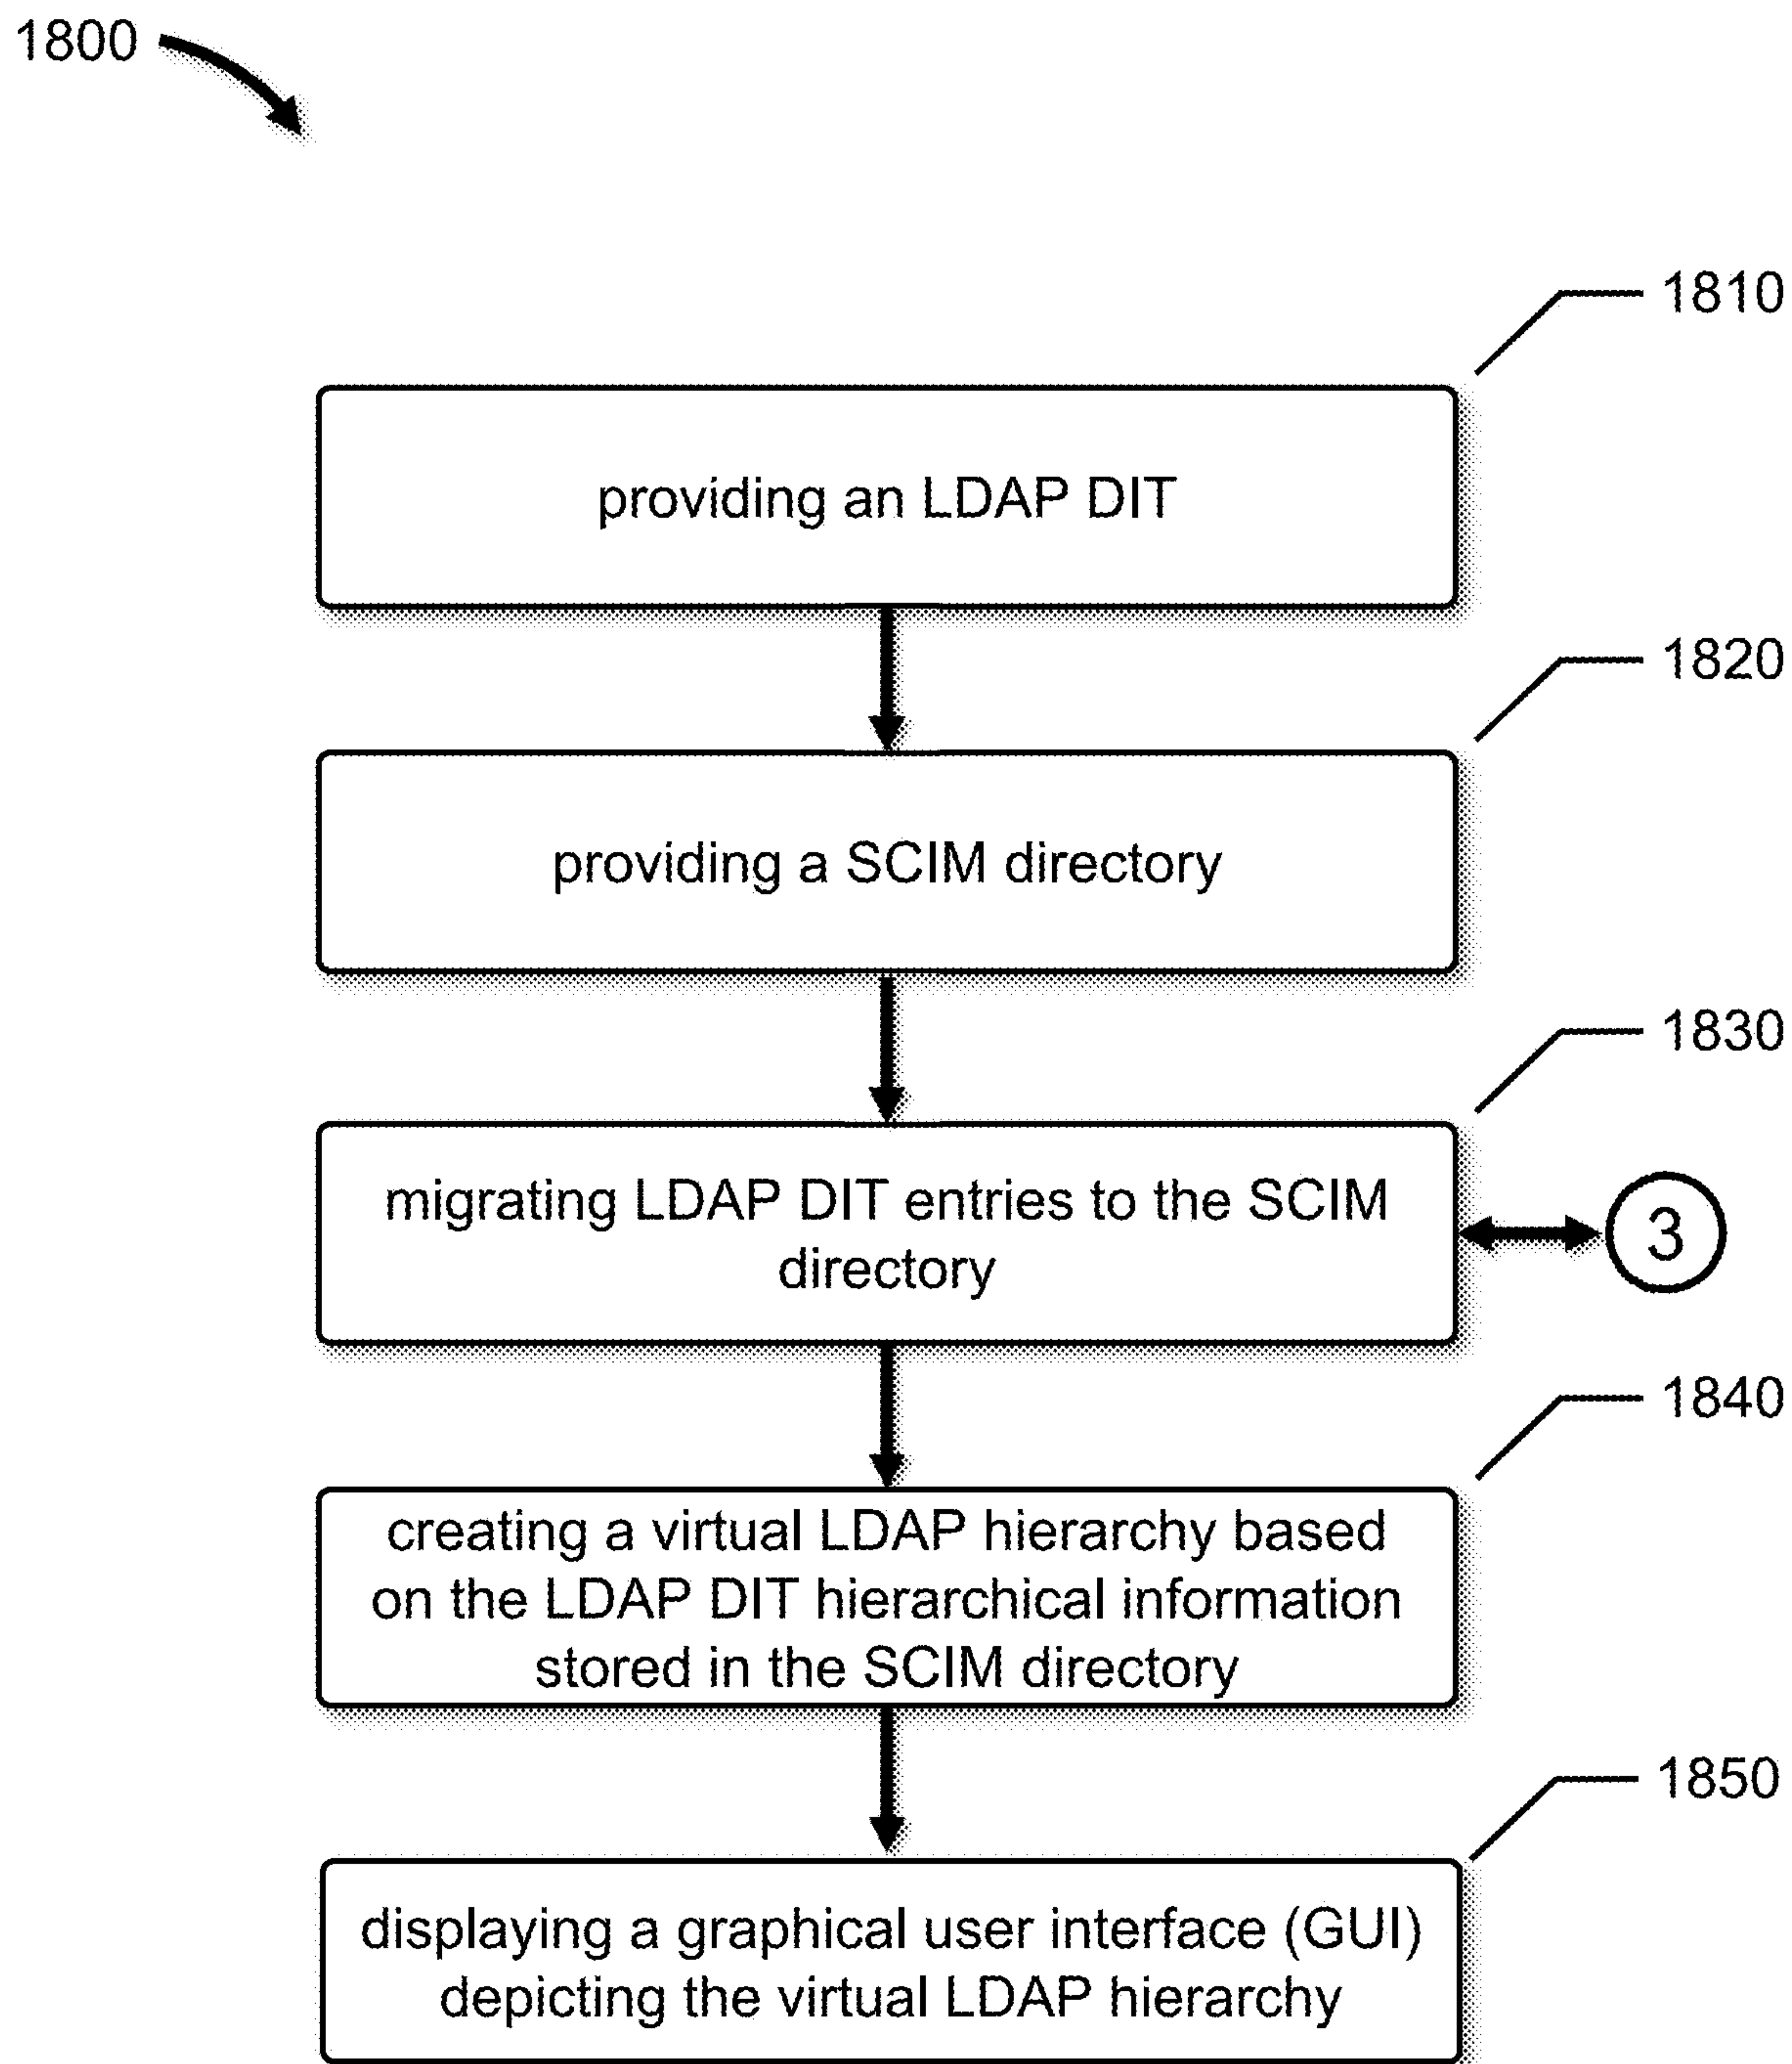 1800
1810
providing an LDAP DIT
1820
providing a SCIM directory
1830
migrating LDAP DIT entries to the SCIM
directory
3
1840
creating a virtual LDAP hierarchy based
on the LDAP DIT hierarchical information
stored in the SCIM directory
1850
displaying a graphical user interface (GUI)
depicting the virtual LDAP hierarchy